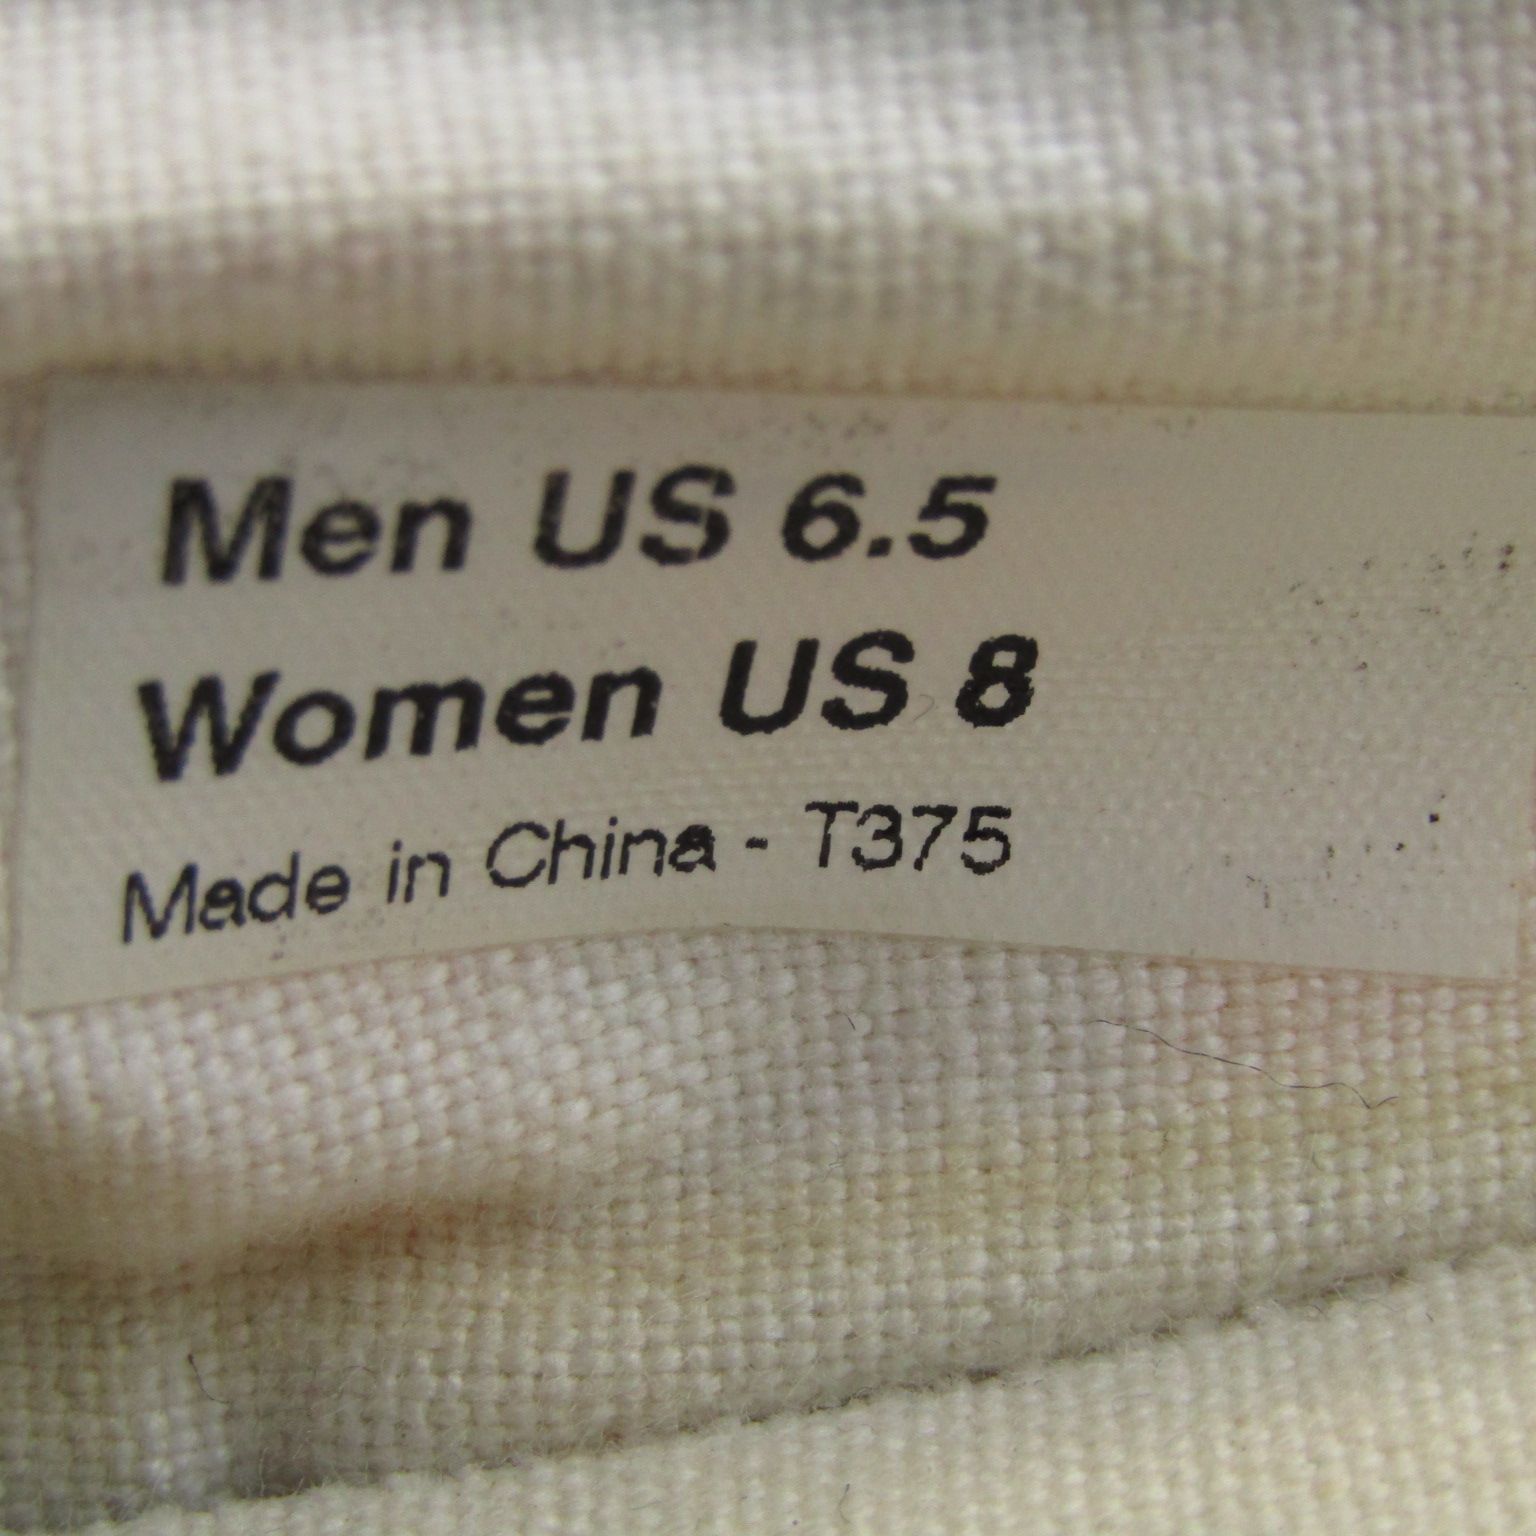 Men US 6.5
Women US 8
Made in China - T375